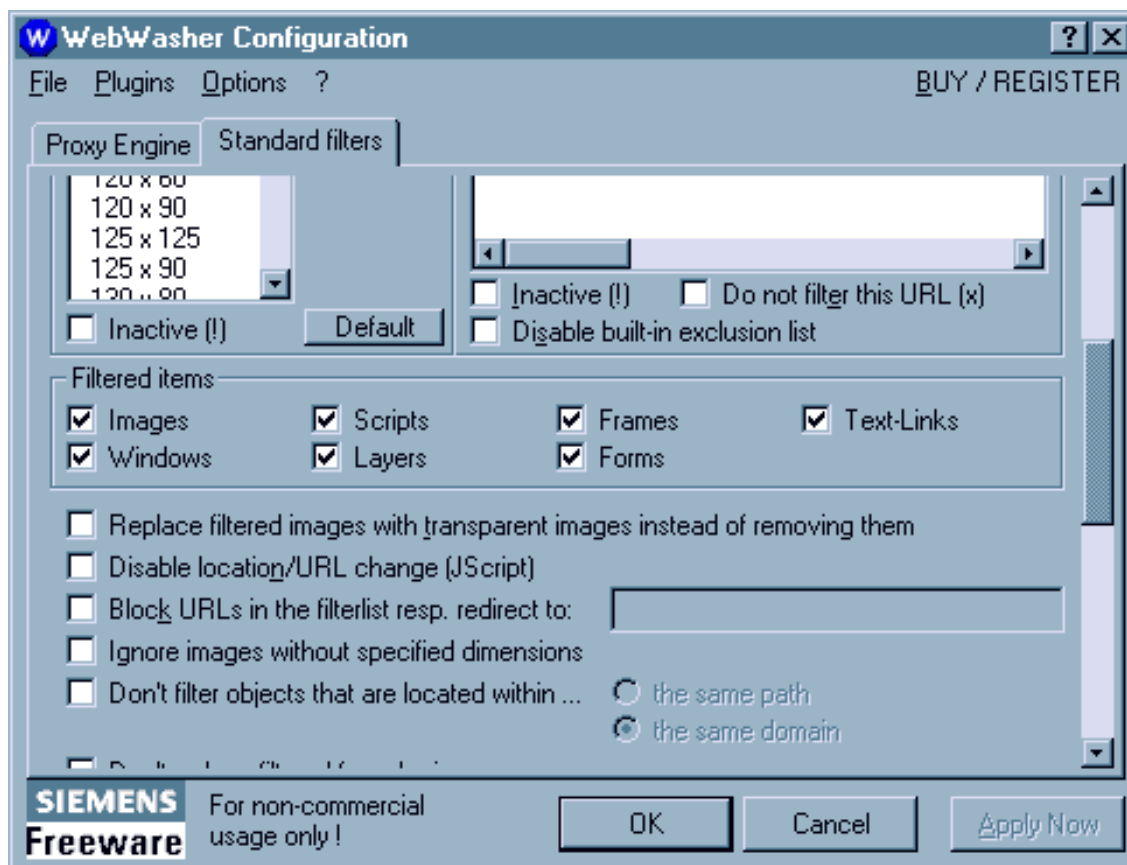 W WebWasher Configuration ? X
File Plugins Options ? BUY / REGISTER
Proxy Engine Standard filters
120 x 60
120 x 90
125 x 125
125 x 90
Inactive (!) Default
Inactive (!) Do not filter this URL (x)
Disable built-in exclusion list
Filtered items
Images Scripts Frames Text-Links
Windows Layers Forms
Replace filtered images with transparent images instead of removing them
Disable location/URL change (JScript)
Block URLs in the filterlist resp. redirect to:
Ignore images without specified dimensions
Don't filter objects that are located within ... the same path
the same domain
SIEMENS
Freeware
For non-commercial
usage only !
OK Cancel Apply Now